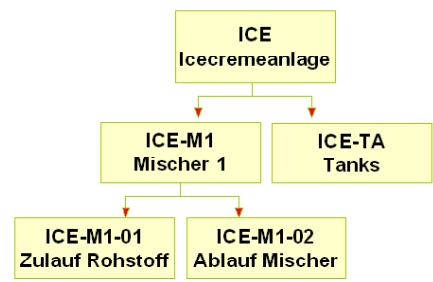 ICE
Icecremeanlage
ICE-M1
Mischer 1
ICE-TA
Tanks
ICE-M1-01
Zulauf Rohstoff
ICE-M1-02
Ablauf Mischer